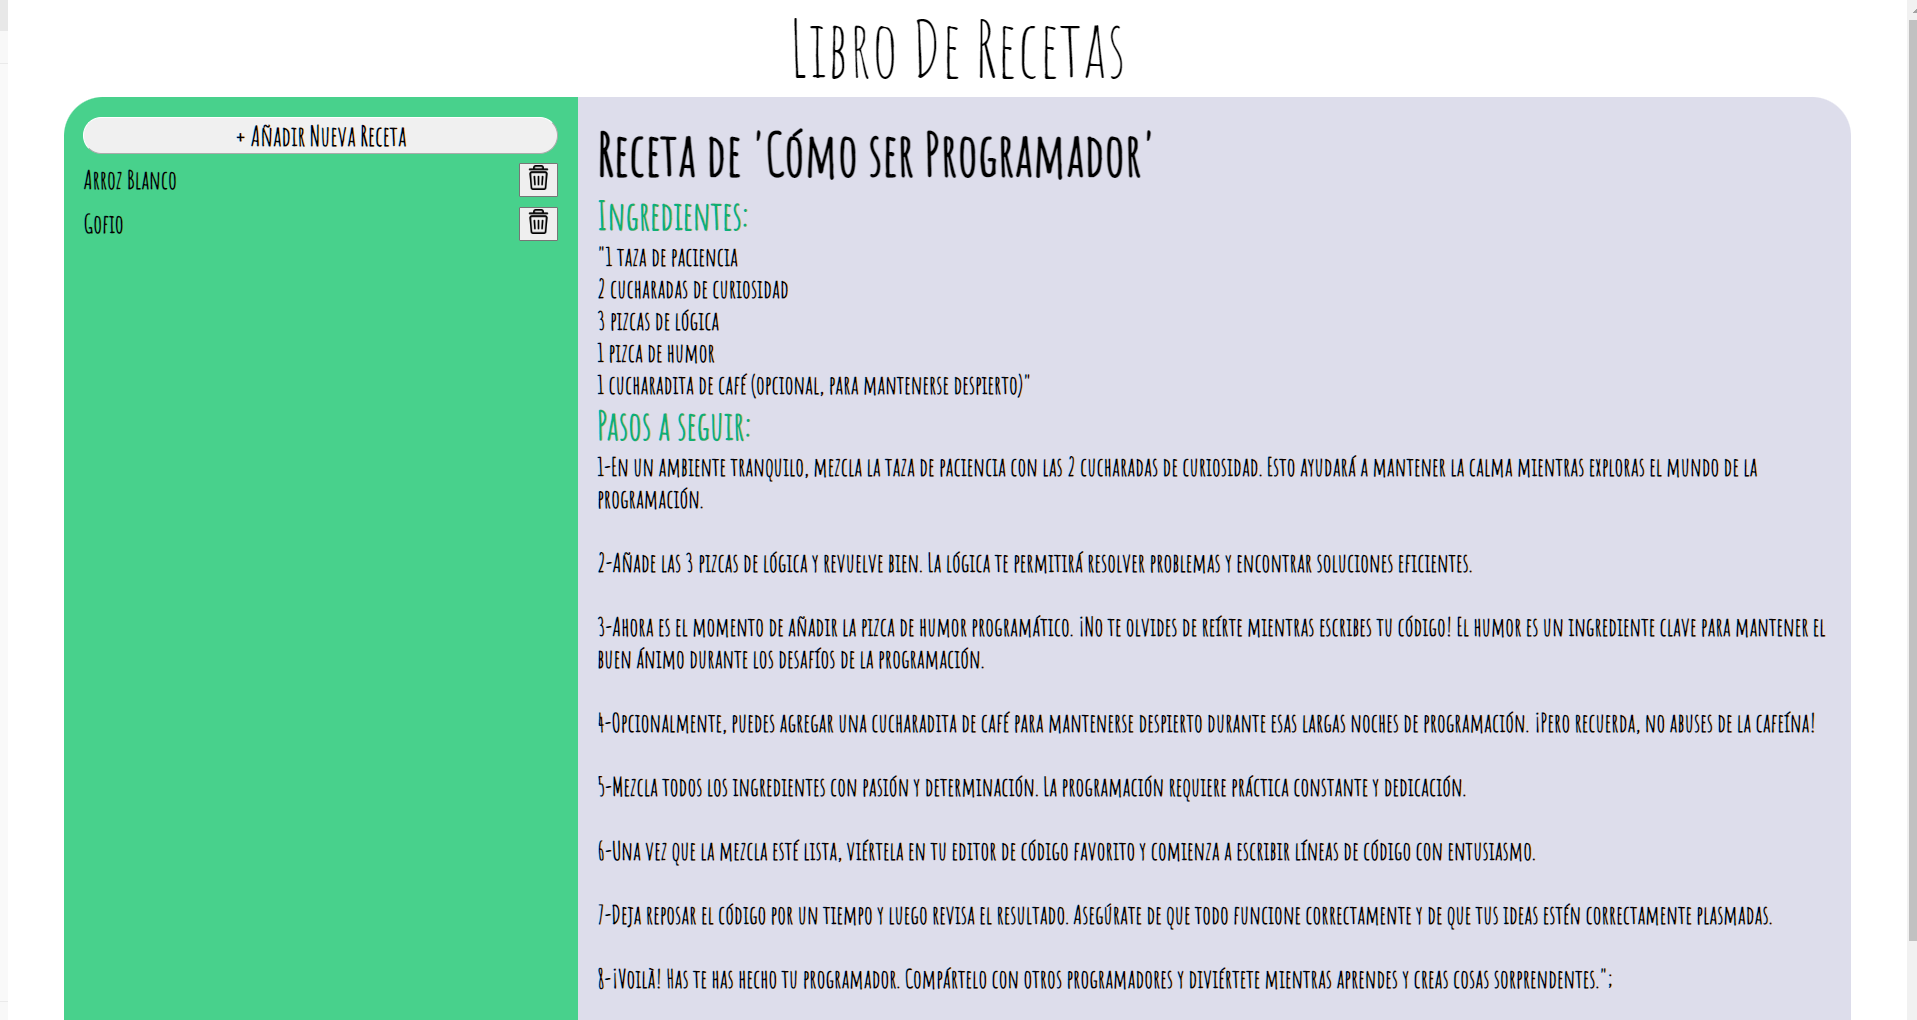 Libro De Recetas
+ Añadir Nueva Receta
Arroz Blanco
Gofio
Receta de 'Cómo ser Programador'
Ingredientes:
"1 taza de paciencia
2 cucharadas de curiosidad
3 pizcas de lógica
1 pizca de humor
1 cucharadita de café (opcional, para mantenerse despierto)"
Pasos a seguir:
1-En un ambiente tranquilo, mezcla la taza de paciencia con las 2 cucharadas de curiosidad. Esto ayudará a mantener la calma mientras exploras el mundo de la
programación.
2-Añade las 3 pizcas de lógica y revuelve bien. La lógica te permitirá resolver problemas y encontrar soluciones eficientes.
3-Ahora es el momento de añadir la pizca de humor programático. ¡No te olvides de reírte mientras escribes tu código! El humor es un ingrediente clave para mantener el
buen ánimo durante los desafíos de la programación.
4-Opcionalmente, puedes agregar una cucharadita de café para mantenerse despierto durante esas largas noches de programación. ¡Pero recuerda, no abuses de la cafeína!
5-Mezcla todos los ingredientes con pasión y determinación. La programación requiere práctica constante y dedicación.
6-Una vez que la mezcla esté lista, viértela en tu editor de código favorito y comienza a escribir líneas de código con entusiasmo.
7-Deja reposar el código por un tiempo y luego revisa el resultado. Asegúrate de que todo funcione correctamente y de que tus ideas estén correctamente plasmadas.
8-¡Voilà! Has te has hecho tu programador. Compártelo con otros programadores y diviértete mientras aprendes y creas cosas sorprendentes.";